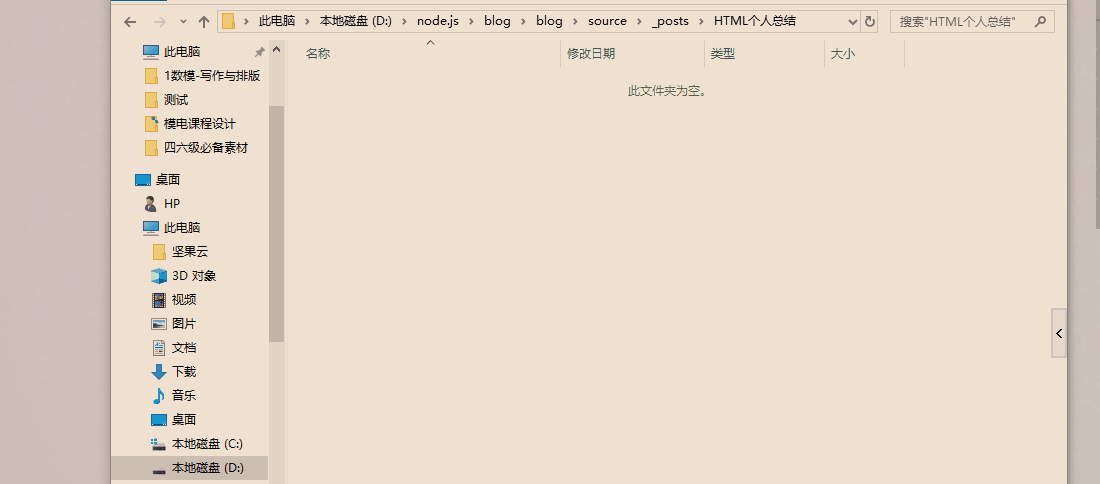 此电脑 本地磁盘 (D:) node.js blog blog source _posts HTML个人总结
搜索"HTML个人总结"
名称 修改日期 类型 大小
此文件夹为空。
此电脑
1数模-写作与排版
测试
模电课程设计
四六级必备素材
桌面
HP
此电脑
坚果云
3D 对象
视频
图片
文档
下载
音乐
桌面
本地磁盘 (C:)
本地磁盘 (D:)